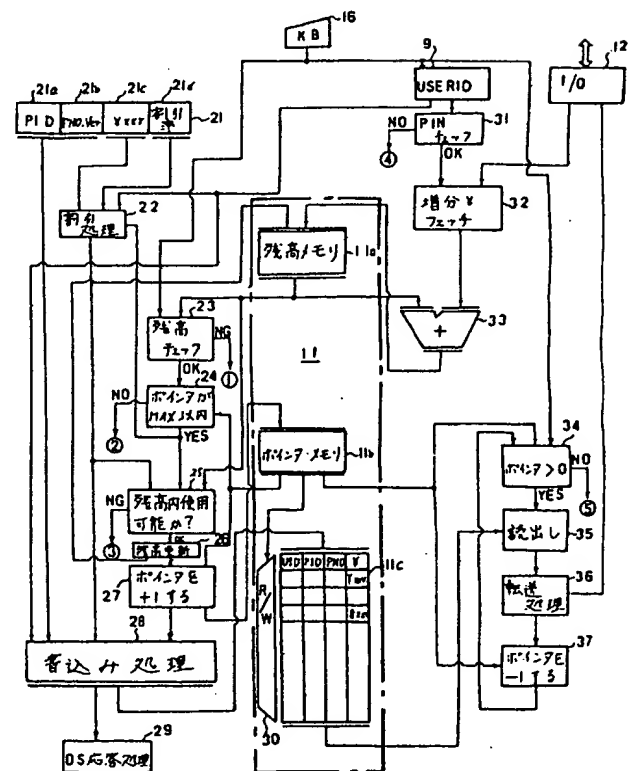 16
KB
21a 21b 21c 21d
PID
¥
割引
21
9
USERID
12
I/O
NO
PIN
チェック
31
④
OK
22
割引
処理
増分¥
フェッチ
32
残高メモリ
11a
23
残高
チェック
NG
①
11
+
33
OK
24
NO
ポインタが
MAX以内
②
YES
ポインタ・メモリ
11b
34
ポインタ>0
NO
⑤
YES
25
NG
残高内使用
可能か?
③
OK
26
残高更新
読出し
35
27
ポインタを
+1する
UID PID PNO ¥
11c
R/W
転送
処理
36
28
書込み処理
37
ポインタを
-1する
30
29
OS応答処理